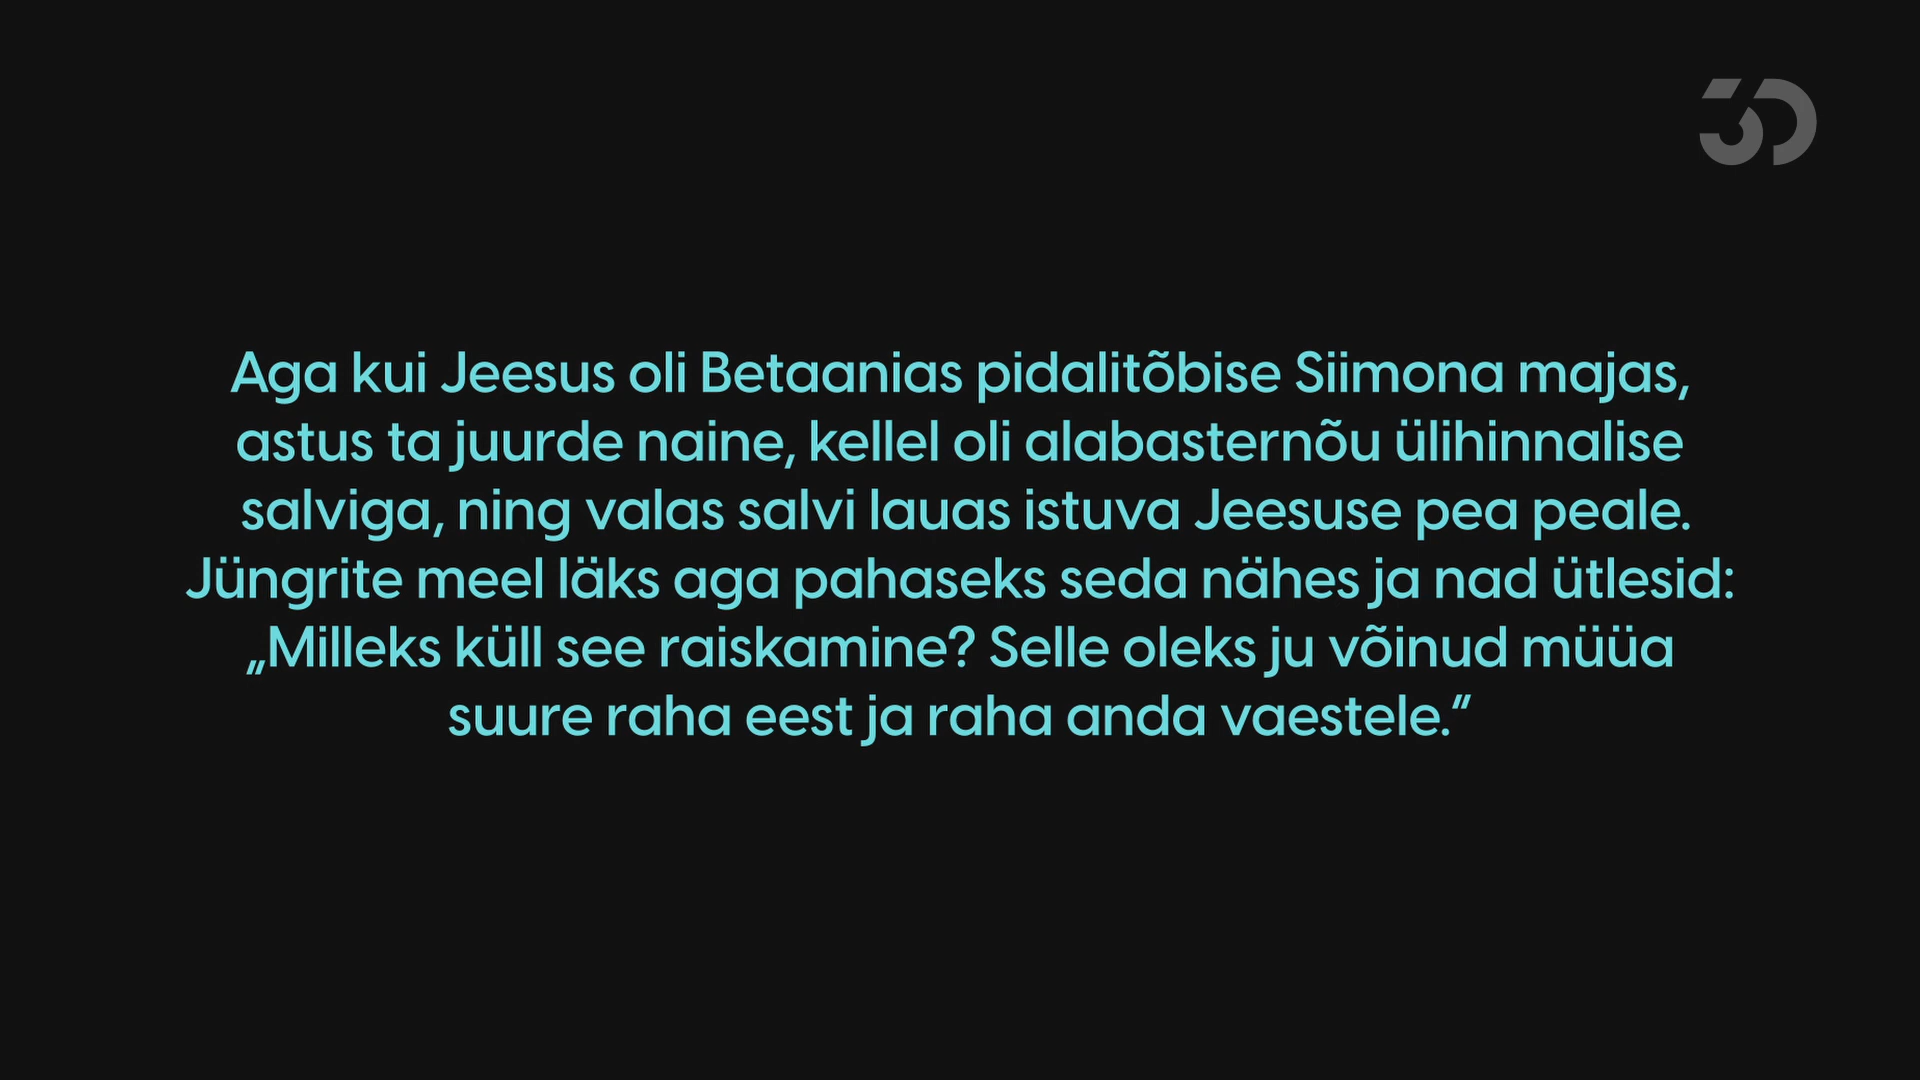 3D
Aga kui Jeesus oli Betaanias pidalitõbise Siimona majas,
astus ta juurde naine, kellel oli alabasternõu ülihinnalise
salviga, ning valas salvi lauas istuva Jeesuse pea peale.
Jüngrite meel läks aga pahaseks seda nähes ja nad ütlesid:
„Milleks küll see raiskamine? Selle oleks ju võinud müüa
suure raha eest ja raha anda vaestele.”